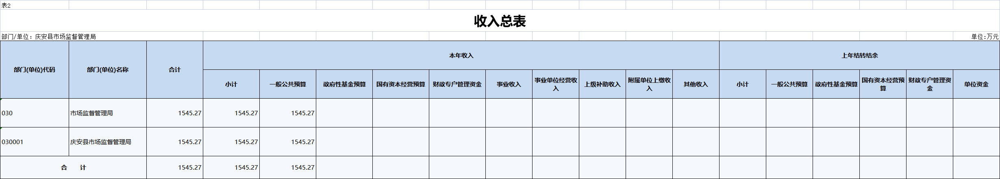 表2
收入总表
部门/单位：庆安县市场监督管理局 单位:万元
部门(单位)代码 部门(单位)名称 合计 本年收入 上年结转结余
小计 一般公共预算 政府性基金预算 国有资本经营预算 财政专户管理资金 事业收入 事业单位经营收入 上级补助收入 附属单位上缴收入 其他收入 小计 一般公共预算 政府性基金预算 国有资本经营预算 财政专户管理资金 单位资金
030 市场监督管理局 1545.27 1545.27 1545.27
030001 庆安县市场监督管理局 1545.27 1545.27 1545.27
合 计 1545.27 1545.27 1545.27